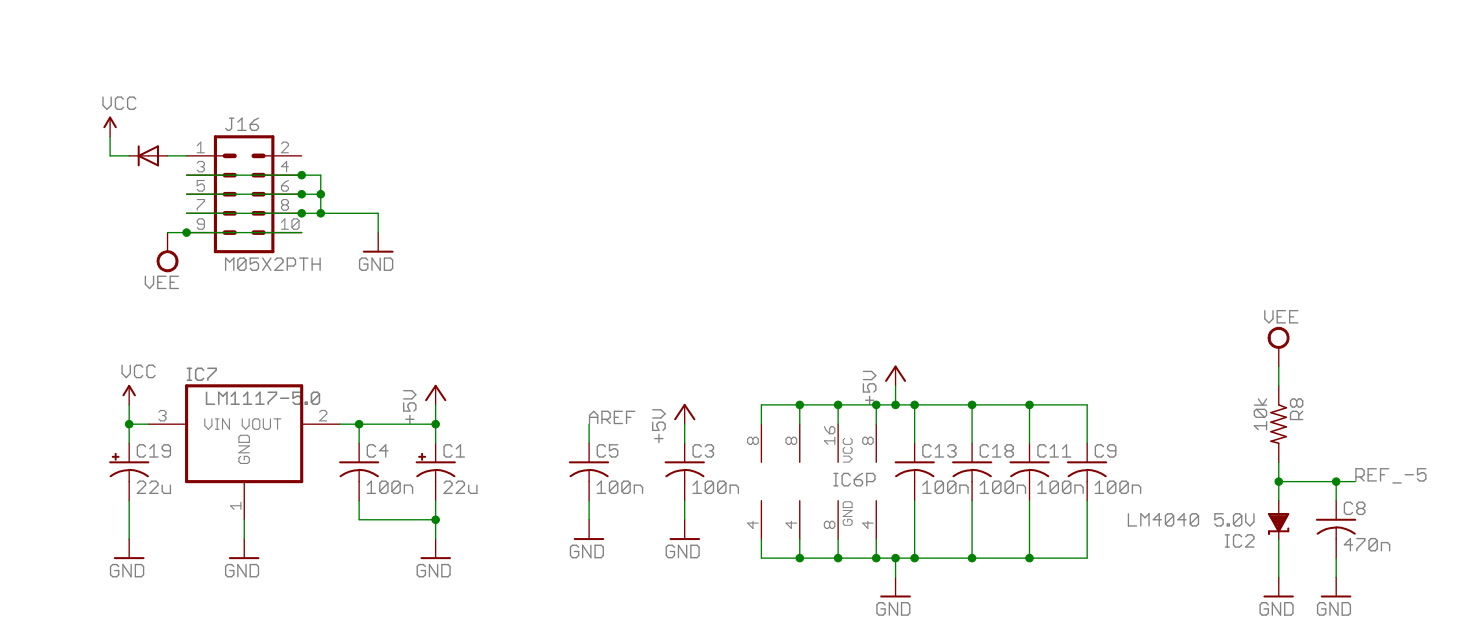 VCC
J16
1 2
3 4
5 6
7 8
9 10
M05X2PTH
GND
VEE
VCC
IC7
LM1117-5.0
3
VIN VOUT
2
GND
1
+5V
C19
22u
C4
100n
C1
22u
GND
GND
GND
AREF
C5
100n
GND
+5V
C3
100n
GND
+5V
8
8
16
VCC
8
IC6P
4
4
8
GND
4
C13
100n
C18
100n
C11
100n
C9
100n
GND
VEE
10k
R8
REF_-5
LM4040 5.0V
IC2
C8
470n
GND
GND